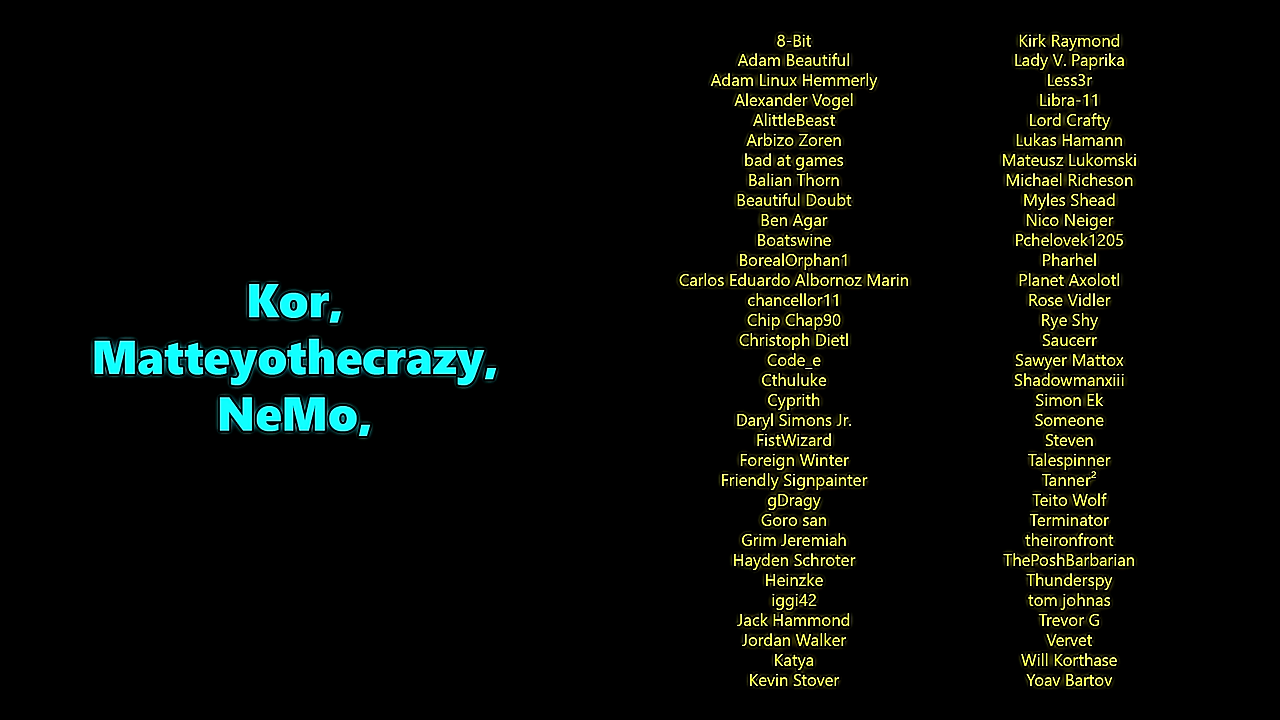 Kor,
Matteyothecrazy,
NeMo,
8-Bit
Adam Beautiful
Adam Linux Hemmerly
Alexander Vogel
AlittleBeast
Arbizo Zoren
bad at games
Balian Thorn
Beautiful Doubt
Ben Agar
Boatswine
BorealOrphan1
Carlos Eduardo Albornoz Marin
chancellor11
Chip Chap90
Christoph Dietl
Code_e
Cthuluke
Cyprith
Daryl Simons Jr.
FistWizard
Foreign Winter
Friendly Signpainter
gDragy
Goro san
Grim Jeremiah
Hayden Schroter
Heinzke
iggi42
Jack Hammond
Jordan Walker
Katya
Kevin Stover
Kirk Raymond
Lady V. Paprika
Less3r
Libra-11
Lord Crafty
Lukas Hamann
Mateusz Lukomski
Michael Richeson
Myles Shead
Nico Neiger
Pchelovek1205
Pharhel
Planet Axolotl
Rose Vidler
Rye Shy
Saucerr
Sawyer Mattox
Shadowmanxiii
Simon Ek
Someone
Steven
Talespinner
Tanner²
Teito Wolf
Terminator
theironfront
ThePoshBarbarian
Thunderspy
tom johnas
Trevor G
Vervet
Will Korthase
Yoav Bartov